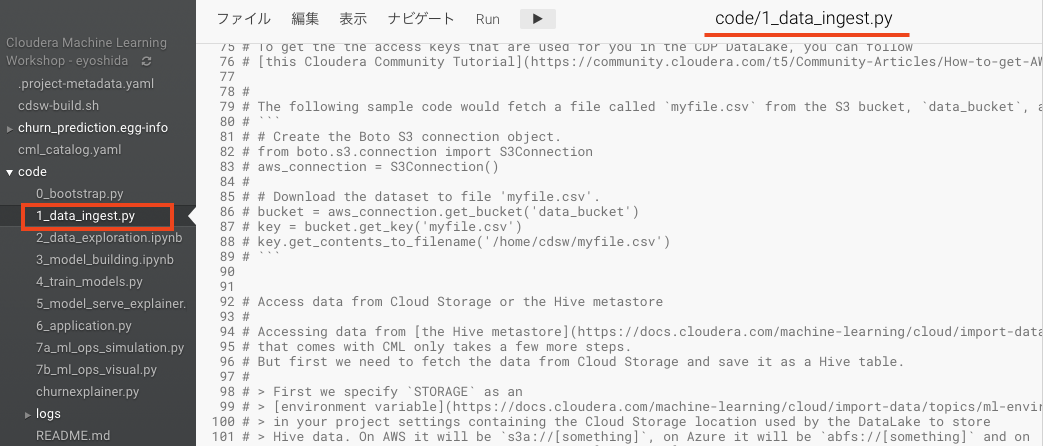 ファイル 編集 表示 ナビゲート Run
code/1_data_ingest.py
Cloudera Machine Learning
Workshop - eyoshida
.project-metadata.yaml
cdsw-build.sh
churn_prediction.egg-info
cml_catalog.yaml
code
0_bootstrap.py
1_data_ingest.py
2_data_exploration.ipynb
3_model_building.ipynb
4_train_models.py
5_model_serve_explainer.
6_application.py
7a_ml_ops_simulation.py
7b_ml_ops_visual.py
churnexplainer.py
logs
README.md
75 # To get the the access keys that are used for you in the CDP DataLake, you can follow
76 # [this Cloudera Community Tutorial](https://community.cloudera.com/t5/Community-Articles/How-to-get-AW
77
78 #
79 # The following sample code would fetch a file called `myfile.csv` from the S3 bucket, `data_bucket`, a
80 # ```
81 # # Create the Boto S3 connection object.
82 # from boto.s3.connection import S3Connection
83 # aws_connection = S3Connection()
84 #
85 # # Download the dataset to file 'myfile.csv'.
86 # bucket = aws_connection.get_bucket('data_bucket')
87 # key = bucket.get_key('myfile.csv')
88 # key.get_contents_to_filename('/home/cdsw/myfile.csv')
89 # ```
90
91
92 # Access data from Cloud Storage or the Hive metastore
93 #
94 # Accessing data from [the Hive metastore](https://docs.cloudera.com/machine-learning/cloud/import-data
95 # that comes with CML only takes a few more steps.
96 # But first we need to fetch the data from Cloud Storage and save it as a Hive table.
97 #
98 # > First we specify `STORAGE` as an
99 # > [environment variable](https://docs.cloudera.com/machine-learning/cloud/import-data/topics/ml-envir
100 # > in your project settings containing the Cloud Storage location used by the DataLake to store
101 # > Hive data. On AWS it will be `s3a://[something]`, on Azure it will be `abfs://[something]` and on